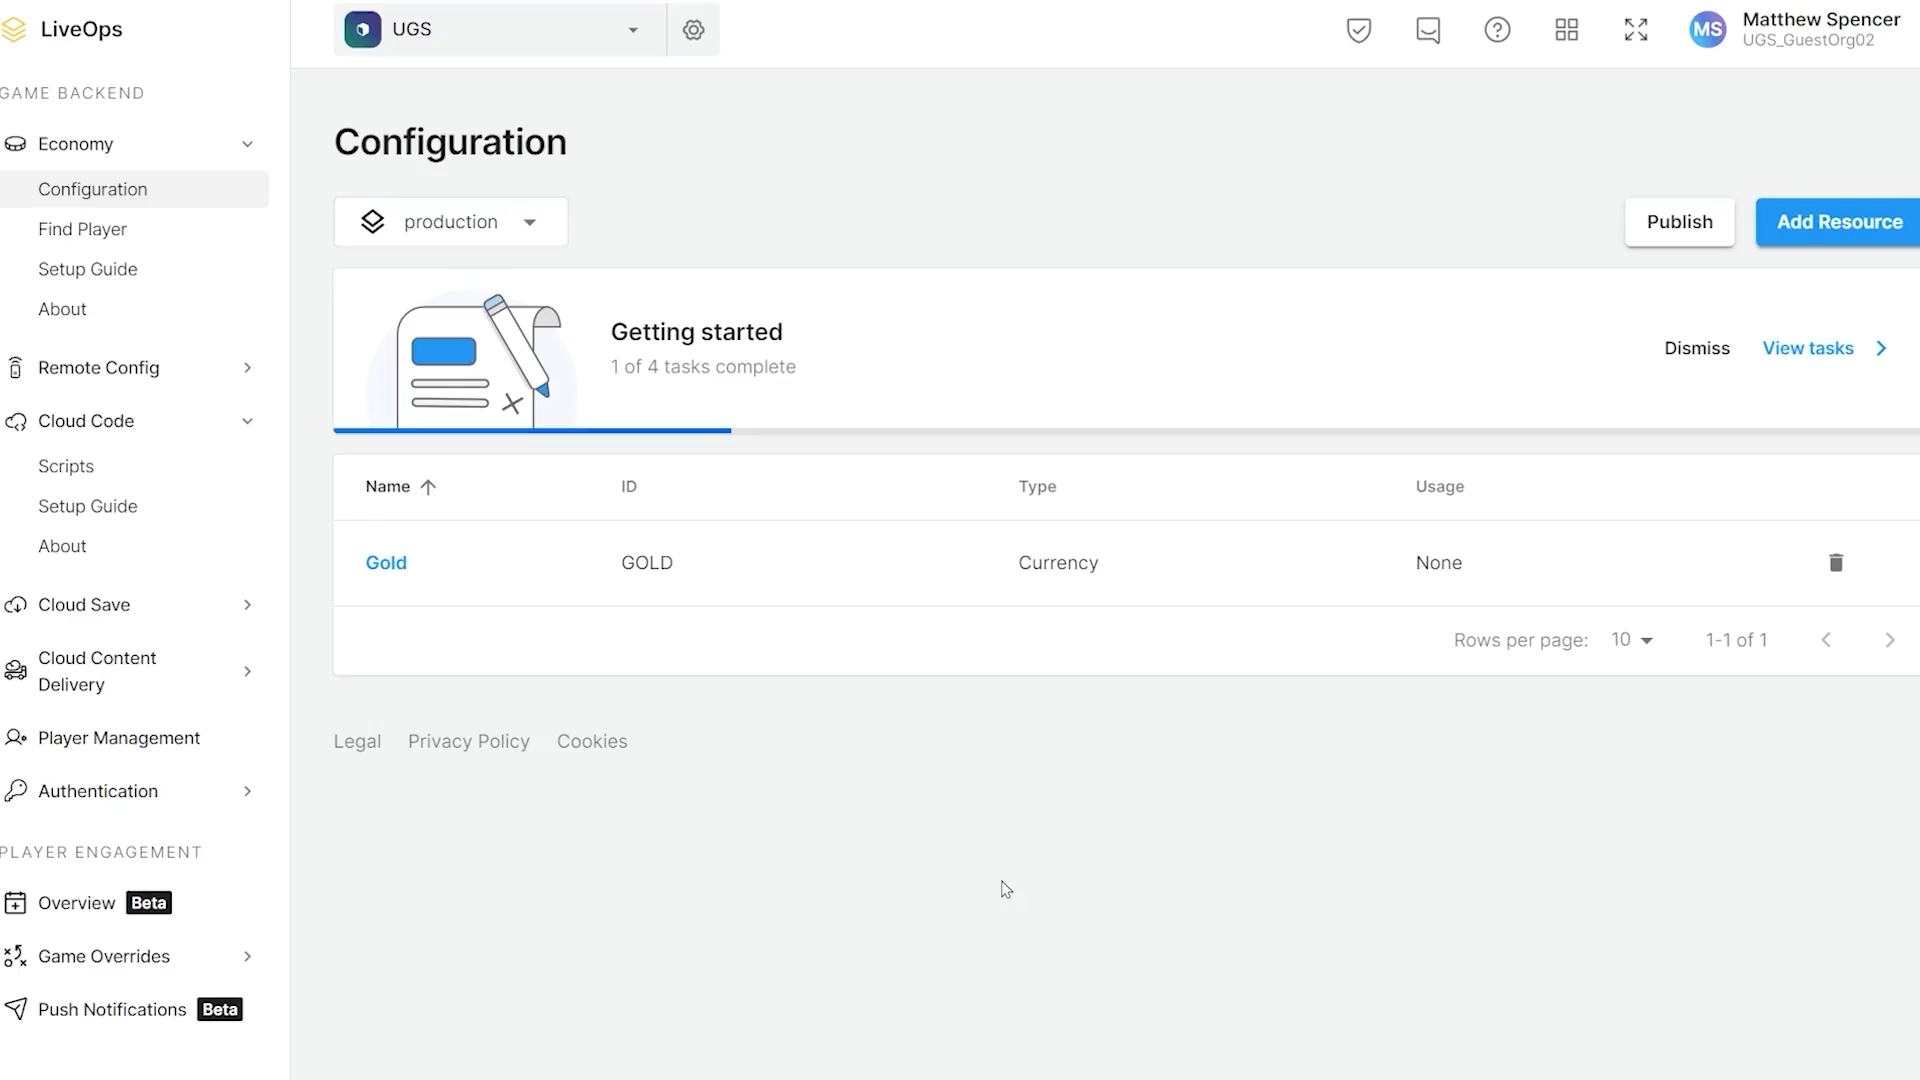 LiveOps
UGS
MS
Matthew Spencer
UGS_GuestOrg02
GAME BACKEND
Economy
Configuration
Find Player
Setup Guide
About
Remote Config
Cloud Code
Scripts
Setup Guide
About
Cloud Save
Cloud Content
Delivery
Player Management
Authentication
PLAYER ENGAGEMENT
Overview Beta
Game Overrides
Push Notifications Beta
Configuration
production
Publish
Add Resource
Getting started
1 of 4 tasks complete
Dismiss
View tasks
Name ID Type Usage
Gold GOLD Currency None
Rows per page: 10 1-1 of 1
Legal Privacy Policy Cookies